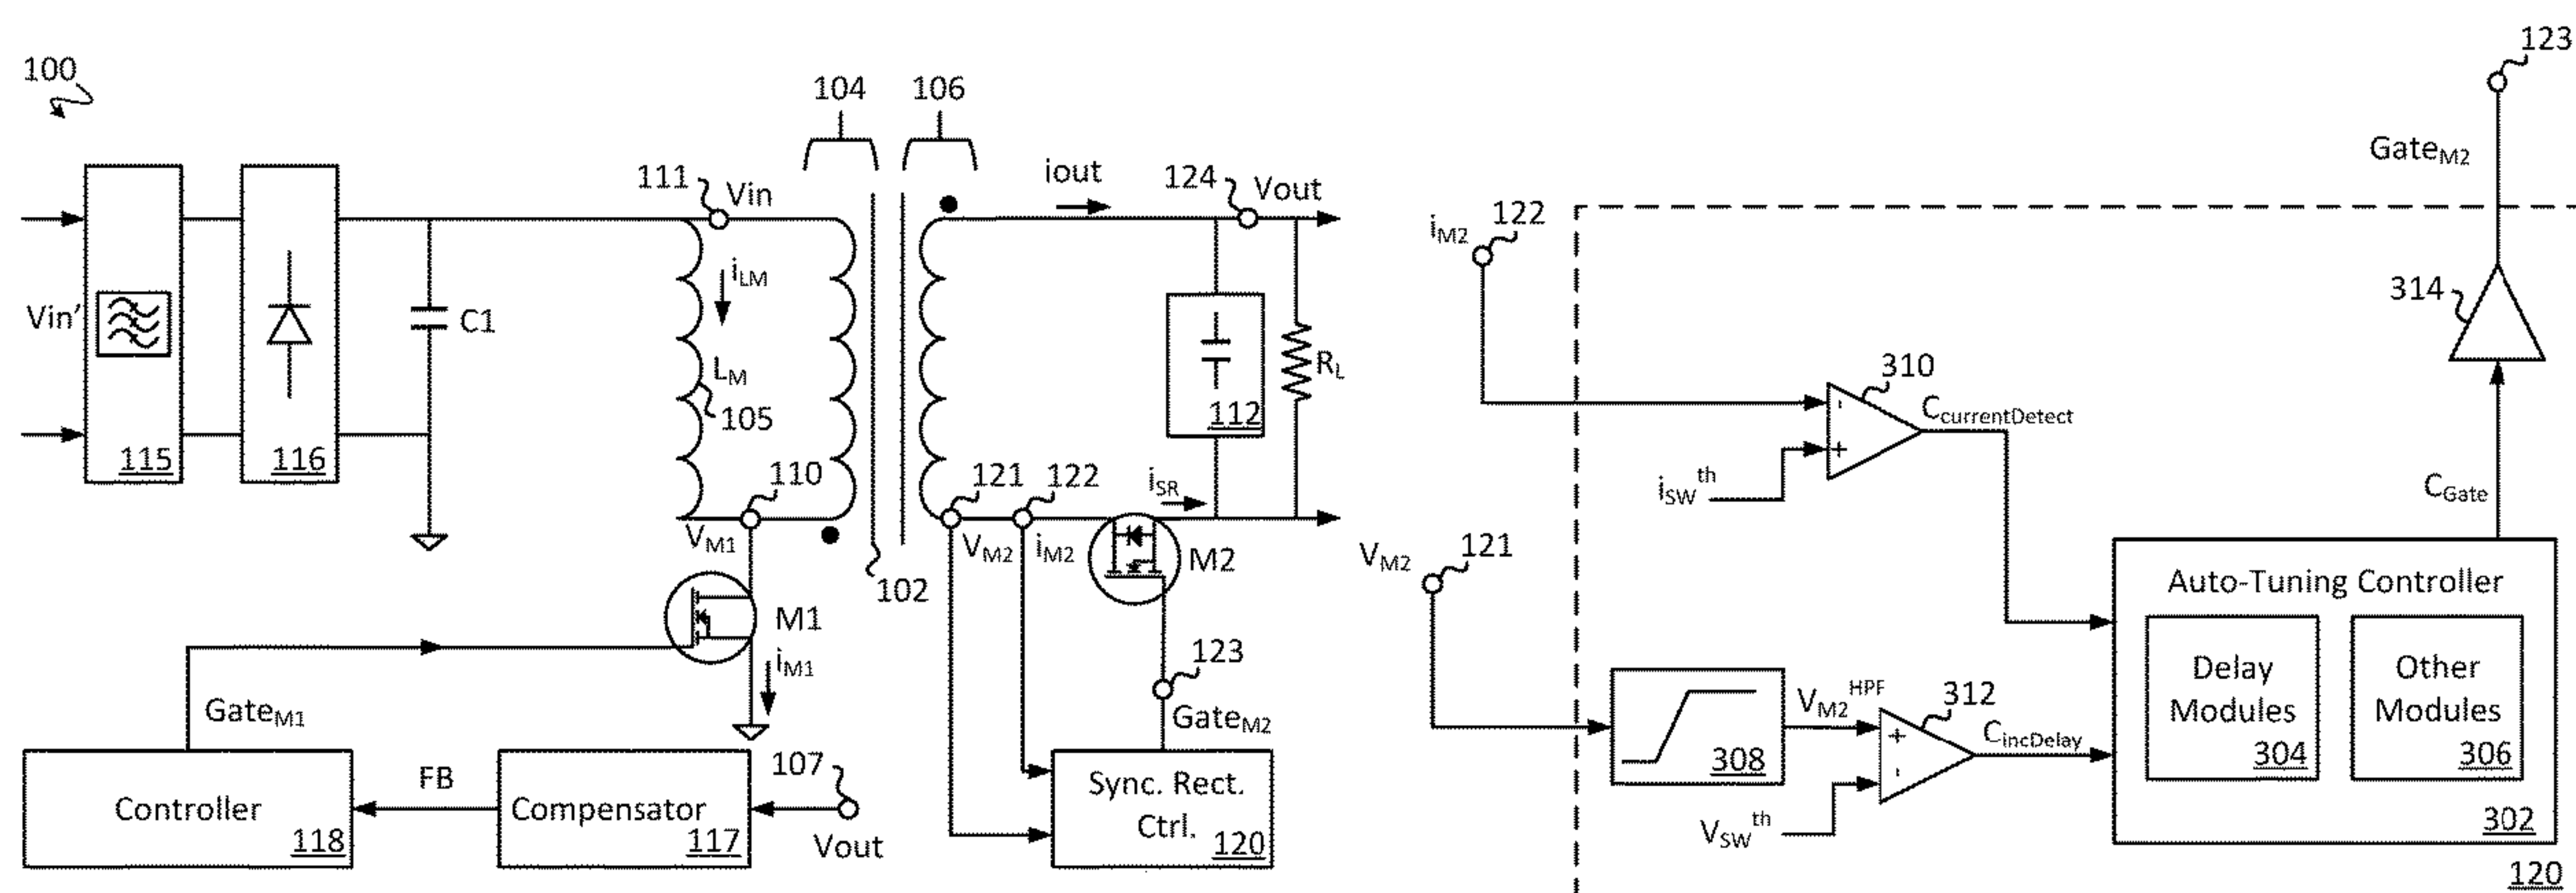 100
104
106
111
Vin
iout
124
Vout
Vin’
115
116
C1
iLM
LM
105
110
VM1
102
M1
iM1
121
122
VM2
iM2
iSR
M2
112
RL
123
GateM2
GateM1
Controller
118
FB
Compensator
117
107
Vout
Sync. Rect.
Ctrl.
120
123
GateM2
iM2
122
314
310
CcurrentDetect
iSWth
CGate
VM2
121
308
VM2HPF
312
CincDelay
VSWth
Auto-Tuning Controller
Delay
Modules
304
Other
Modules
306
302
120